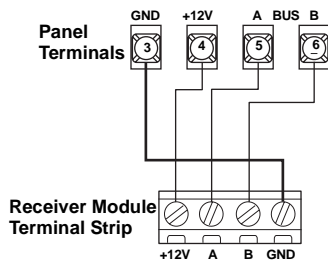 GND +12V A BUS B
Panel
Terminals
3 4 5 6
Receiver Module
Terminal Strip
+12V A B GND